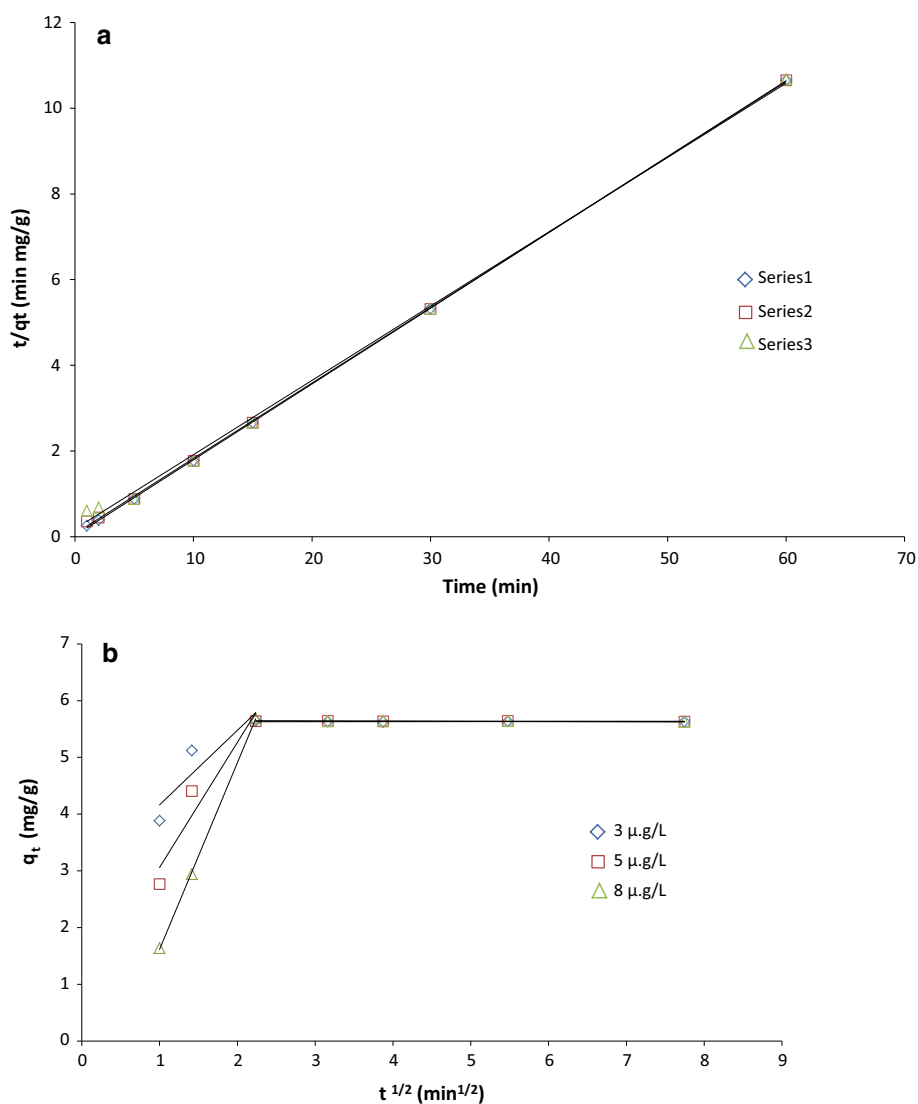 a
12
10
8
6
4
2
0
t/qt (min mg/g)
0 10 20 30 40 50 60 70
Time (min)
Series1
Series2
Series3
b
7
6
5
4
3
2
1
0
qt (mg/g)
0 1 2 3 4 5 6 7 8 9
t 1/2 (min1/2)
3 µ.g/L
5 µ.g/L
8 µ.g/L